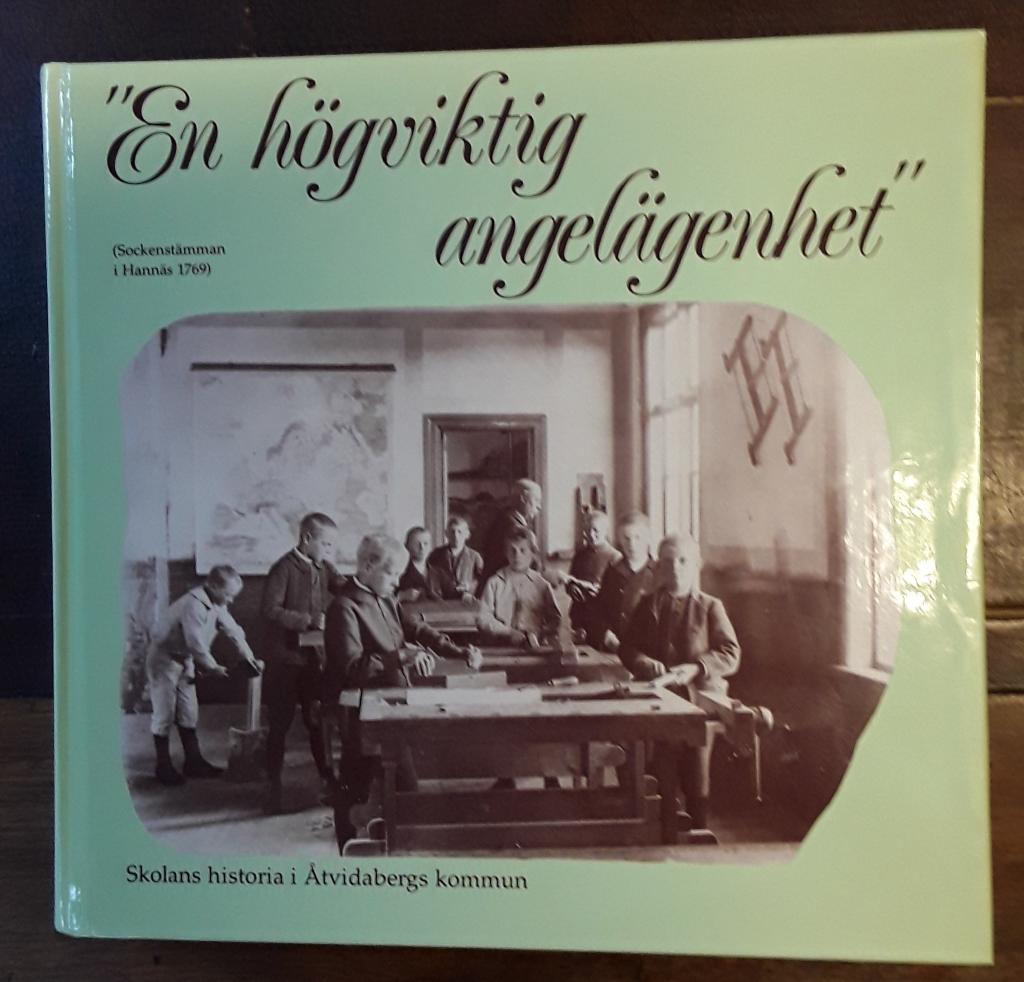 "En högviktig
angelägenhet"
(Sockenstämman
i Hannäs 1769)
Skolans historia i Åtvidabergs kommun